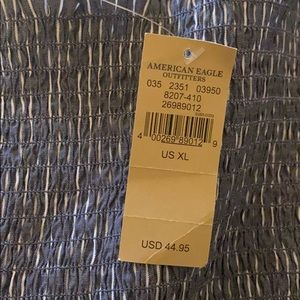 AMERICAN EAGLE
OUTFITTERS
035 2351 03950
8207-410
26989012
4 00269 89012 9
US XL
USD 44.95